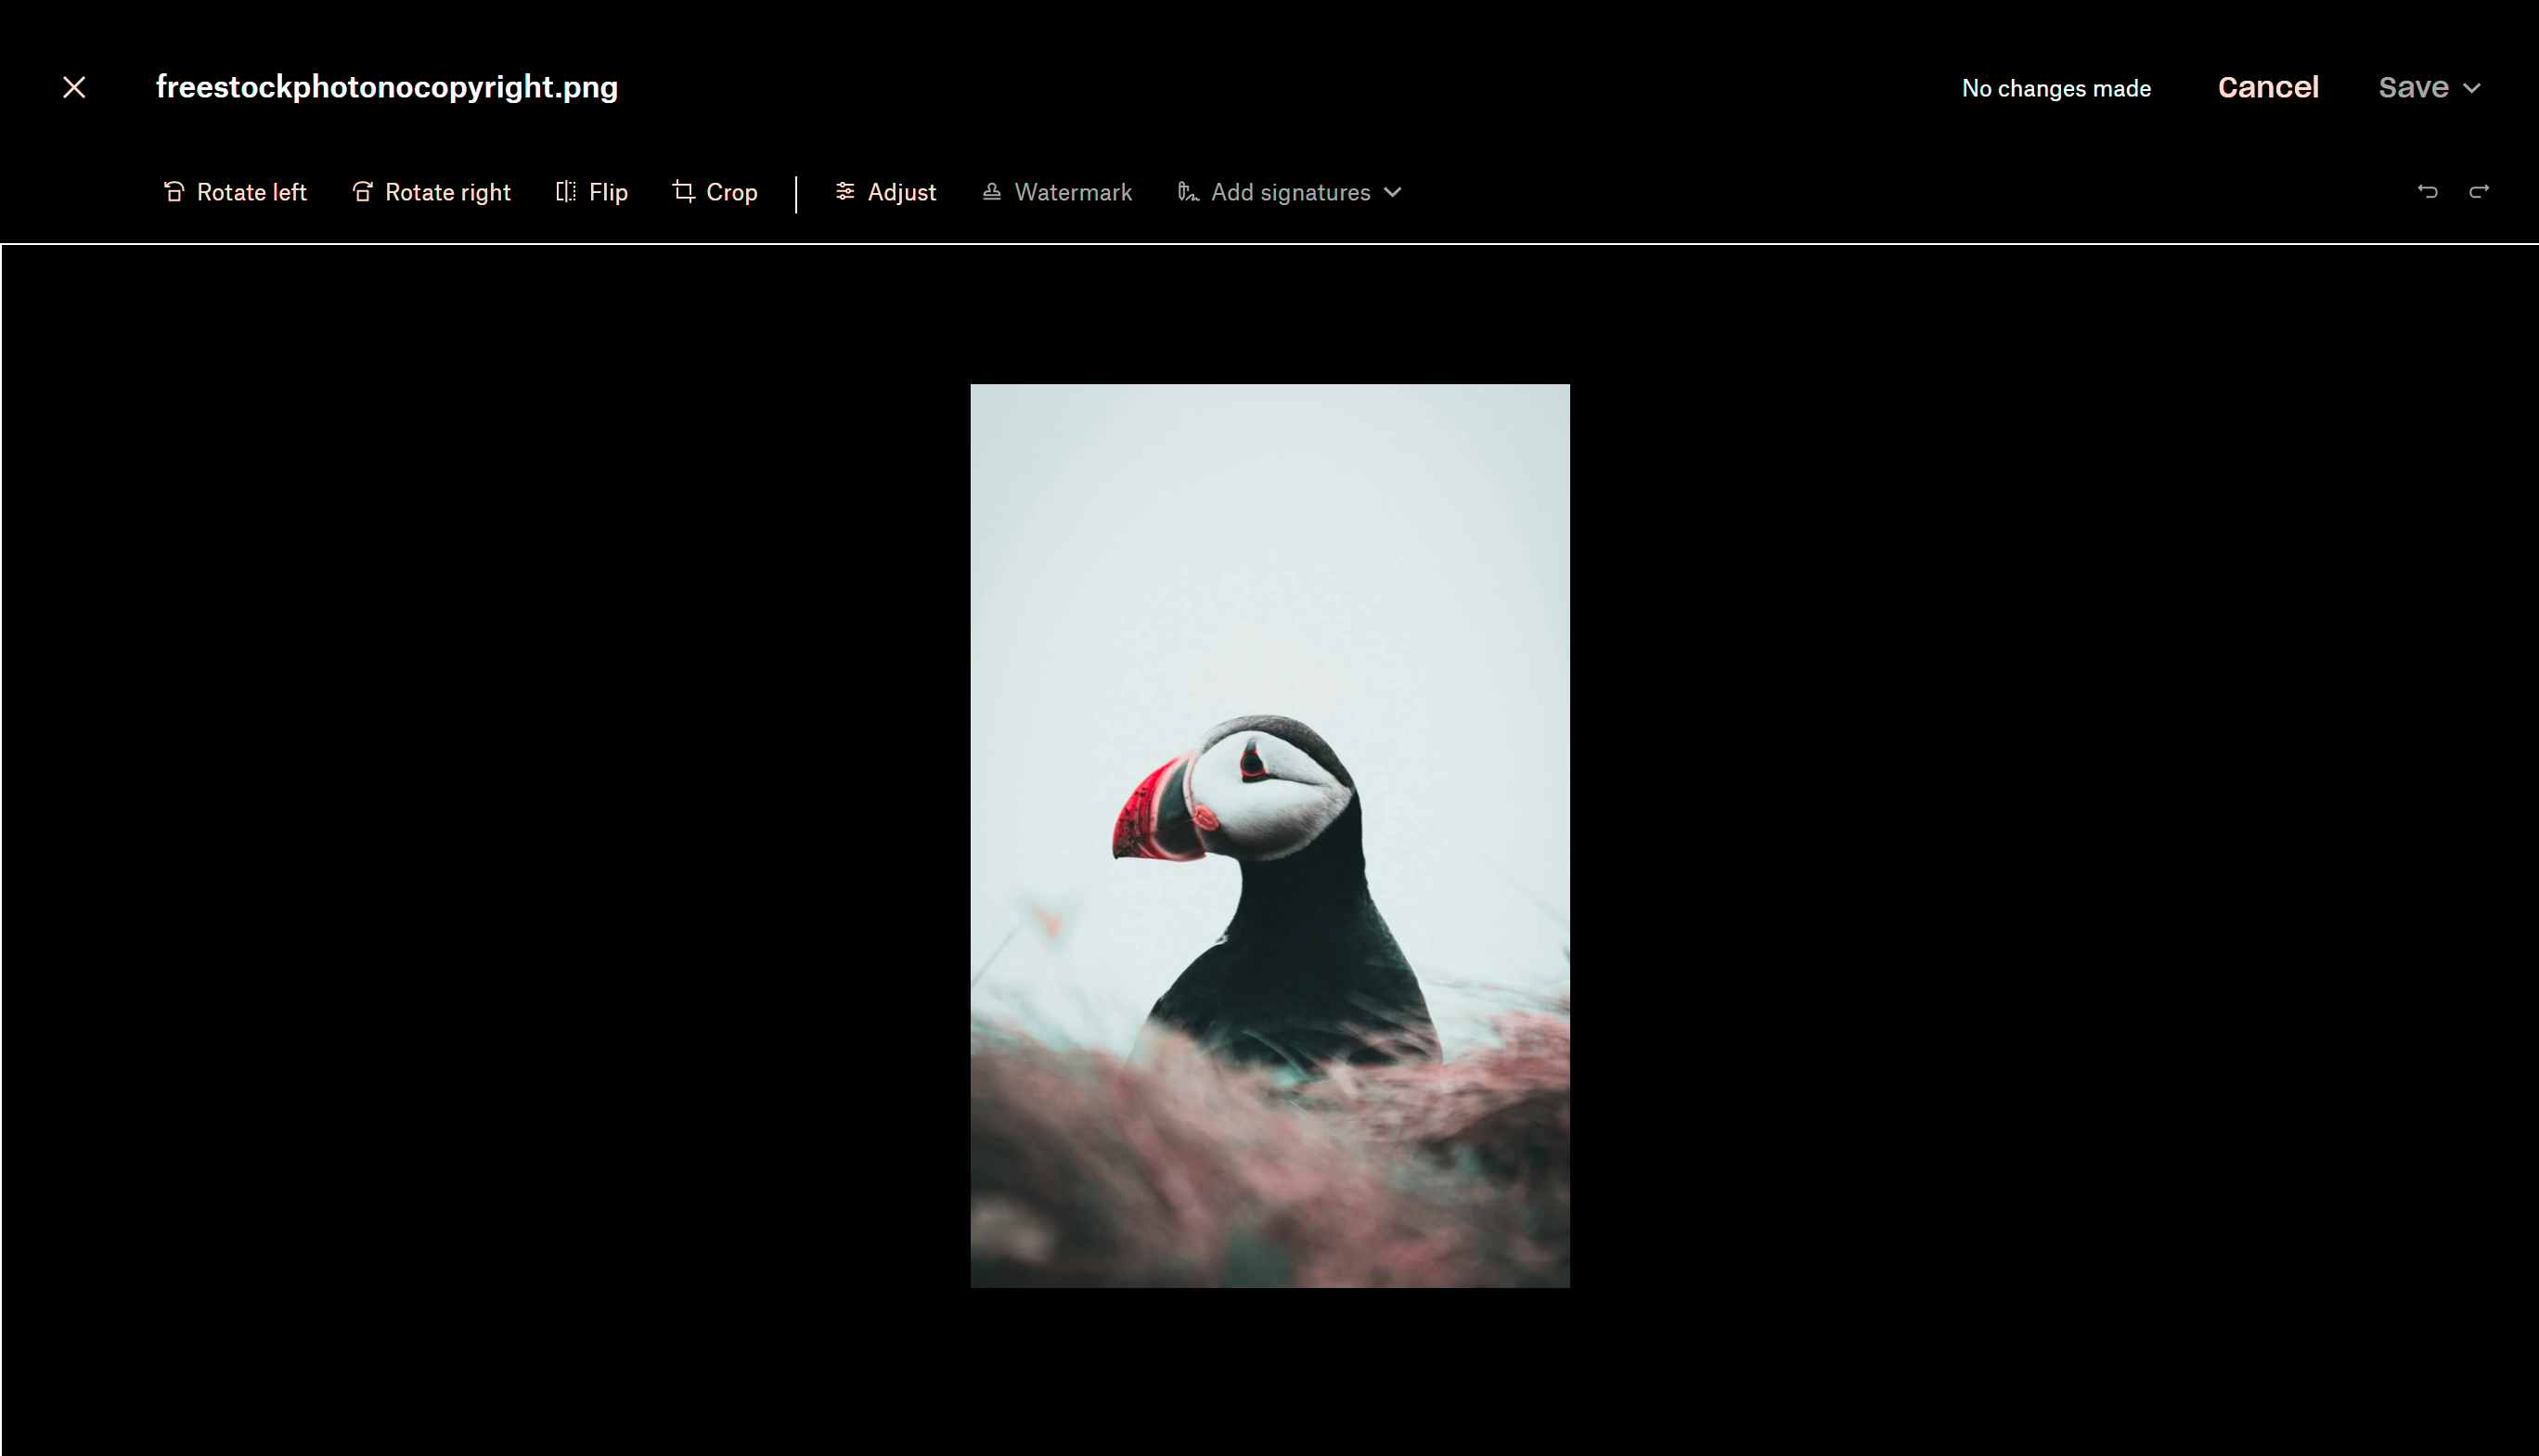 freestockphotonocopyright.png
No changes made
Cancel
Save
Rotate left
Rotate right
Flip
Crop
Adjust
Watermark
Add signatures